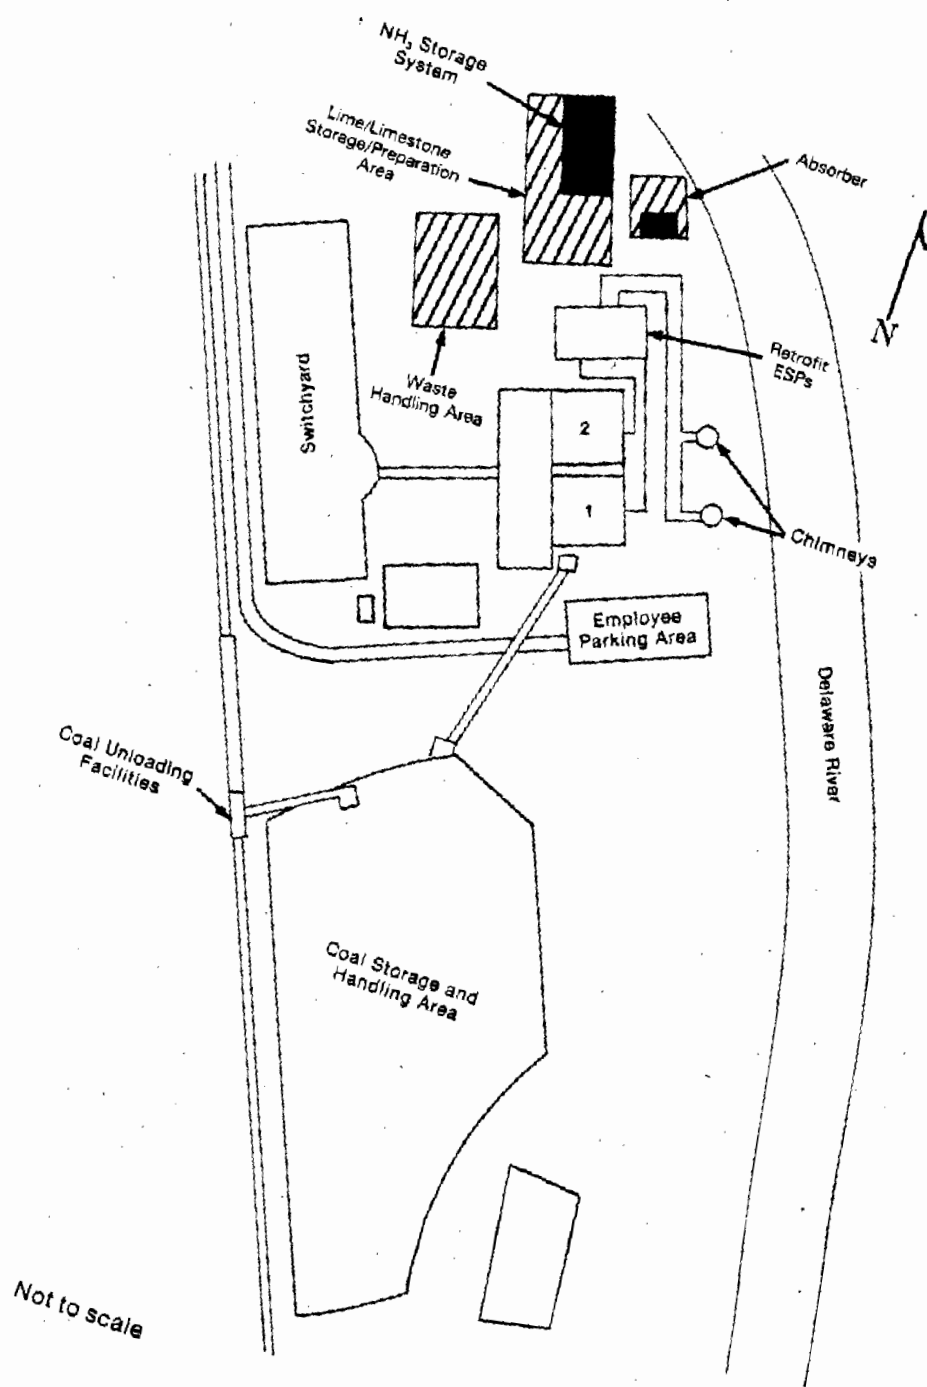 NH₃ Storage
System
Lime/Limestone
Storage/Preparation
Area
Absorber
N
Retrofit
ESPs
Waste
Handling Area
Switchyard
2
1
Chimneys
Employee
Parking Area
Delaware River
Coal Unloading
Facilities
Coal Storage and
Handling Area
Not to scale